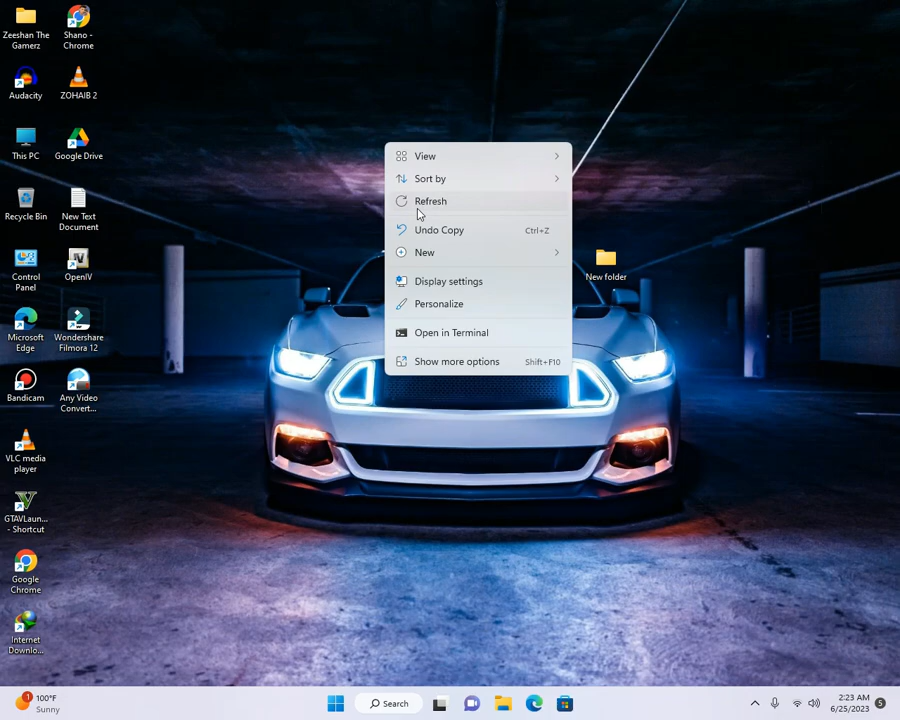 Zeeshan The
Gamerz
Shano -
Chrome
Audacity
ZOHAIB 2
This PC
Google Drive
Recycle Bin
New Text
Document
Control
Panel
OpenIV
Microsoft
Edge
Wondershare
Filmora 12
Bandicam
Any Video
Convert...
VLC media
player
GTAVLaun...
- Shortcut
Google
Chrome
Internet
Downlo...
View
Sort by
Refresh
Undo Copy Ctrl+Z
New
Display settings
Personalize
Open in Terminal
Show more options Shift+F10
New folder
1
100°F
Sunny
Search
2:23 AM
6/25/2023
5